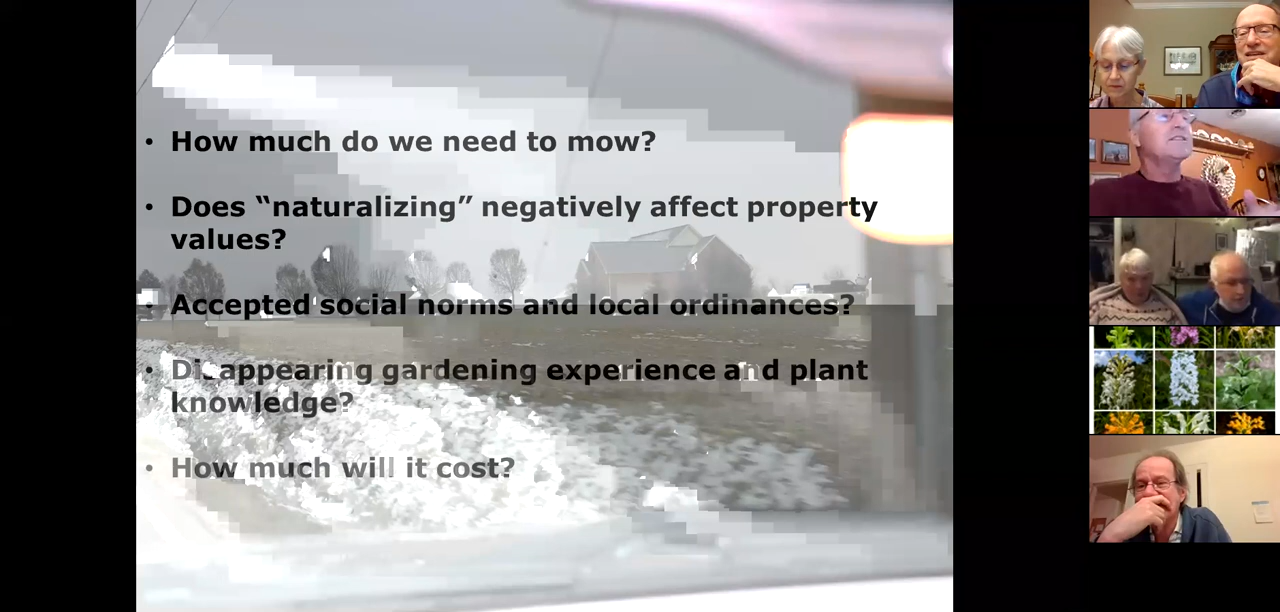 • How much do we need to mow?
• Does “naturalizing” negatively affect property
values?
• Accepted social norms and local ordinances?
• Disappearing gardening experience and plant
knowledge?
• How much will it cost?